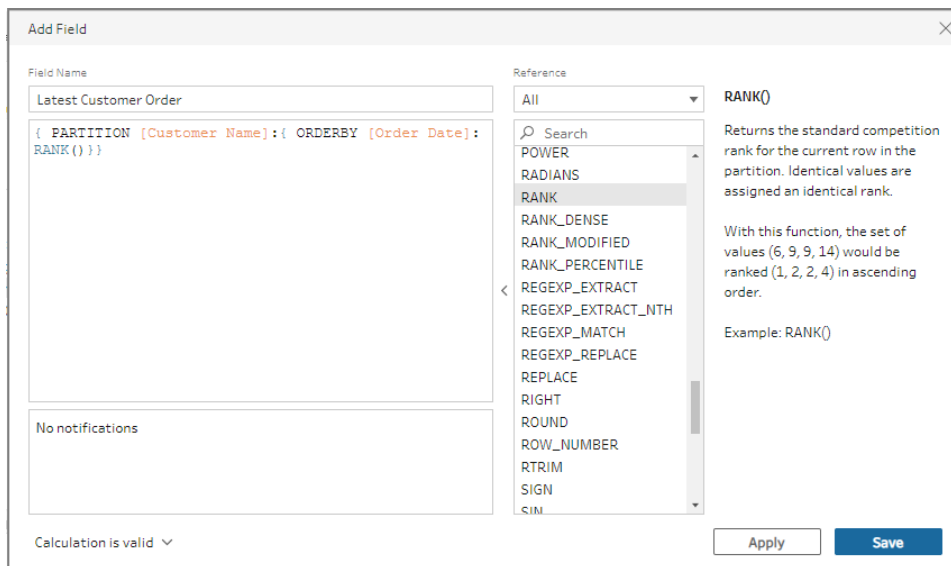 Add Field
Field Name
Latest Customer Order
{ PARTITION [Customer Name]:{ ORDERBY [Order Date]:
RANK()}}
No notifications
Calculation is valid
Reference
All
Search
POWER
RADIANS
RANK
RANK_DENSE
RANK_MODIFIED
RANK_PERCENTILE
REGEXP_EXTRACT
REGEXP_EXTRACT_NTH
REGEXP_MATCH
REGEXP_REPLACE
REPLACE
RIGHT
ROUND
ROW_NUMBER
RTRIM
SIGN
SIN
RANK()
Returns the standard competition
rank for the current row in the
partition. Identical values are
assigned an identical rank.
With this function, the set of
values (6, 9, 9, 14) would be
ranked (1, 2, 2, 4) in ascending
order.
Example: RANK()
Apply
Save